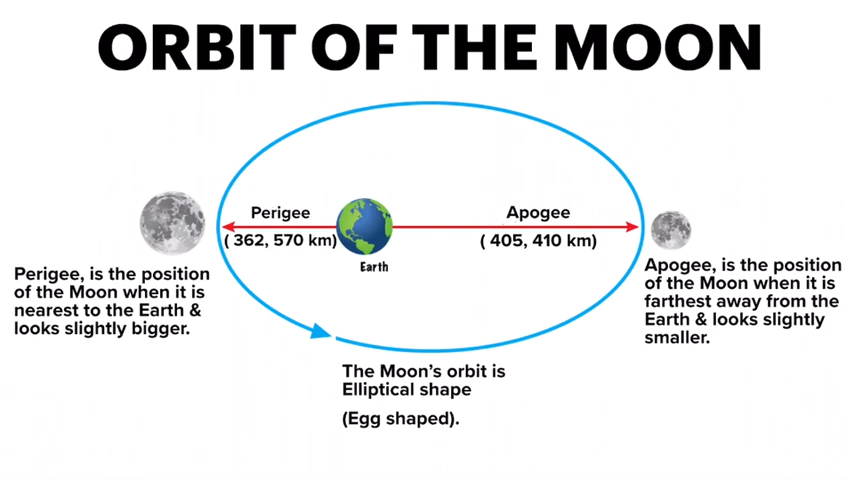 ORBIT OF THE MOON
Perigee
( 362, 570 km)
Apogee
( 405, 410 km)
Earth
Perigee, is the position
of the Moon when it is
nearest to the Earth &
looks slightly bigger.
Apogee, is the position
of the Moon when it is
farthest away from the
Earth & looks slightly
smaller.
The Moon's orbit is
Elliptical shape
(Egg shaped).